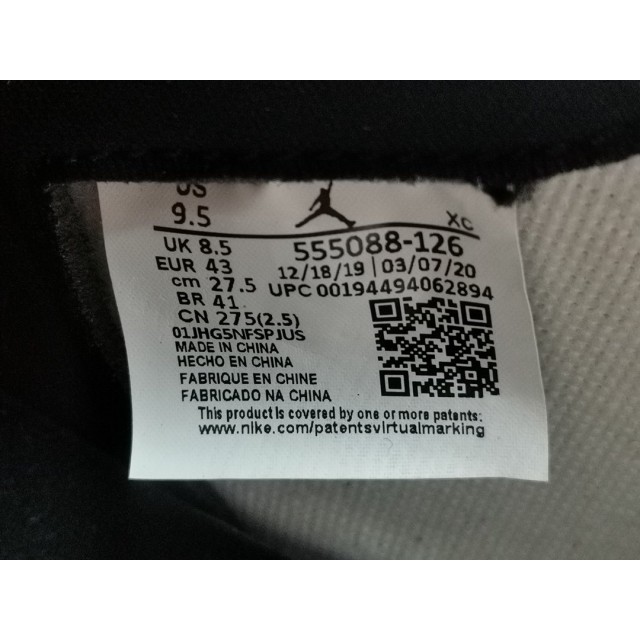 US
9.5
XC
UK 8.5
555088-126
EUR 43
12/18/19 | 03/07/20
cm 27.5
UPC 00194494062894
BR 41
CN 275(2.5)
01JHG5NFSPJUS
MADE IN CHINA
HECHO EN CHINA
FABRIQUE EN CHINE
FABRICADO NA CHINA
This product is covered by one or more patents:
www.nike.com/patentsvirtualmarking